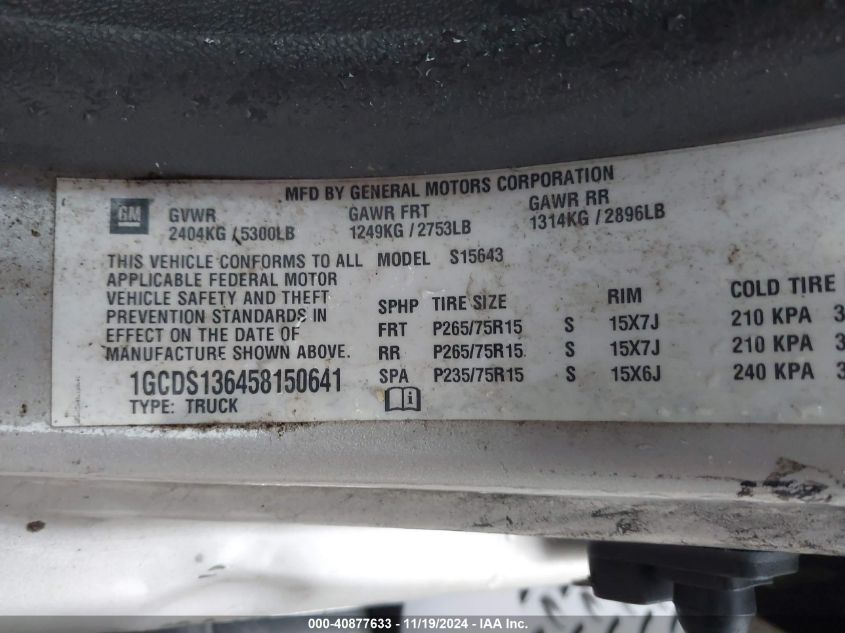 MFD BY GENERAL MOTORS CORPORATION
GM
GVWR GAWR FRT GAWR RR
2404KG / 5300LB 1249KG / 2753LB 1314KG / 2896LB
THIS VEHICLE CONFORMS TO ALL
APPLICABLE FEDERAL MOTOR
VEHICLE SAFETY AND THEFT
PREVENTION STANDARDS IN
EFFECT ON THE DATE OF
MANUFACTURE SHOWN ABOVE.
1GCDS136458150641
TYPE: TRUCK
MODEL S15643
SPHP TIRE SIZE RIM COLD TIRE
FRT P265/75R15 S 15X7J 210 KPA 3
RR P265/75R15 S 15X7J 210 KPA 3
SPA P235/75R15 S 15X6J 240 KPA 3
i
000-40877633 - 11/19/2024 - IAA Inc.